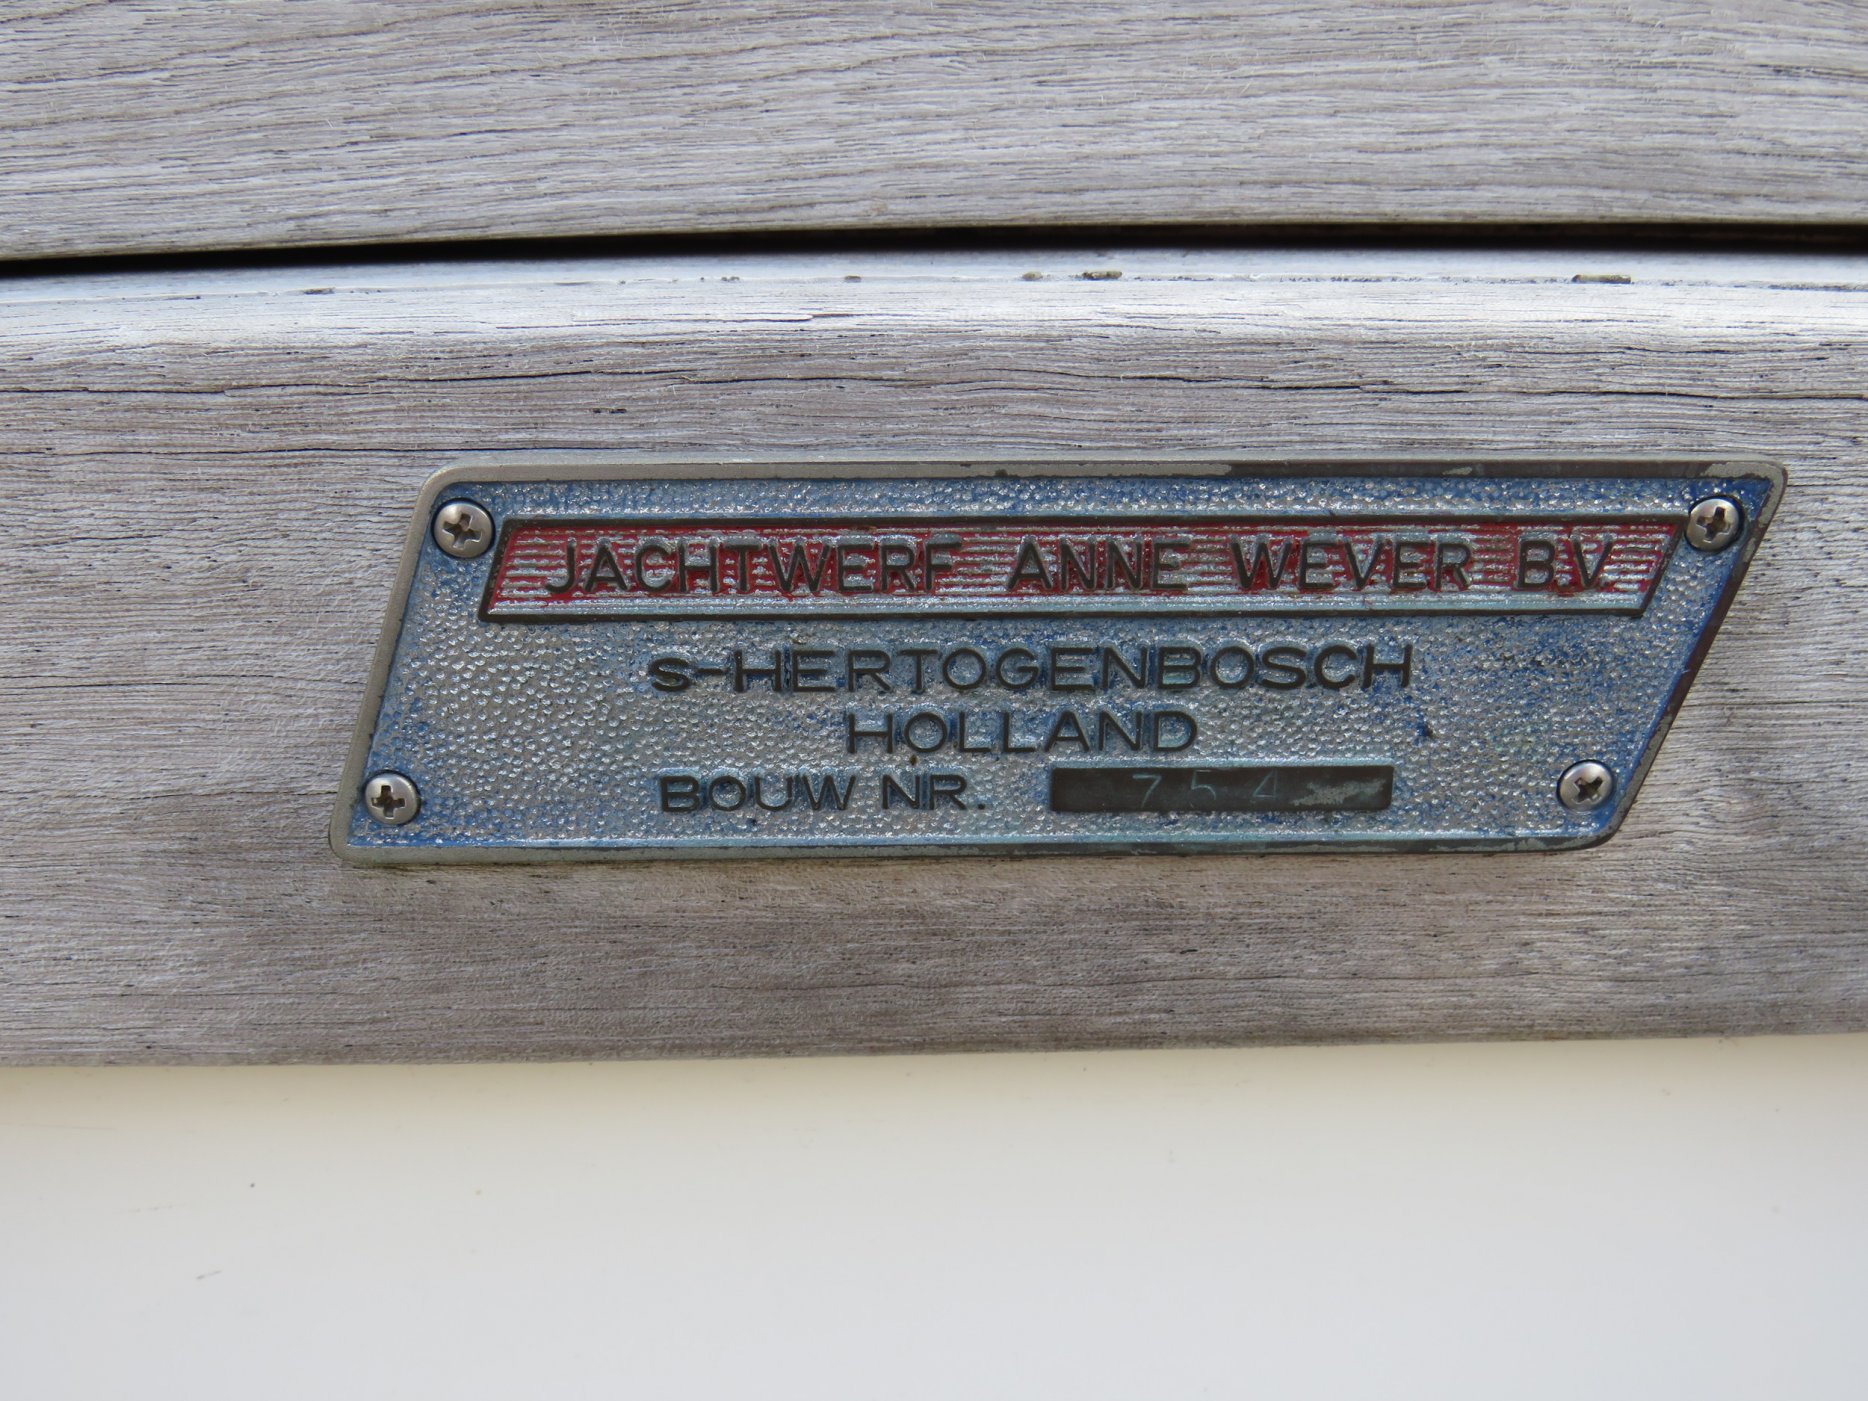 JACHTWERF ANNE WEVER B.V.
s-HERTOGENBOSCH
HOLLAND
BOUW NR. 754